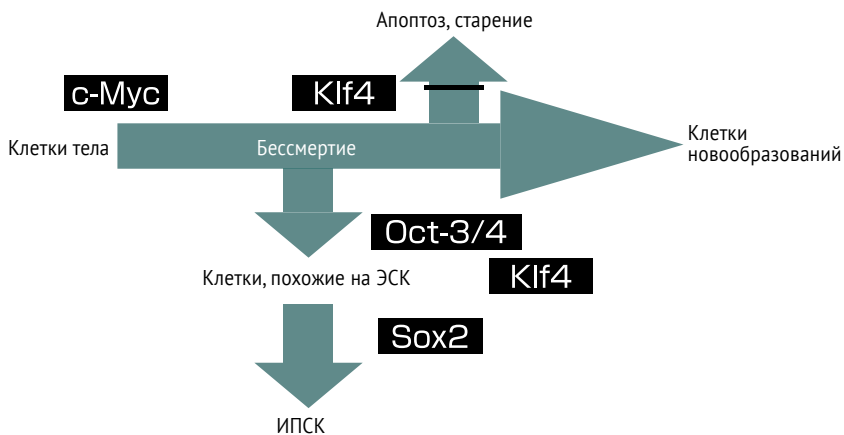 Апоптоз, старение
c-Myc
Klf4
Клетки тела
Бессмертие
Клетки
новообразований
Oct-3/4
Клетки, похожие на ЭСК
Klf4
Sox2
ИПСК